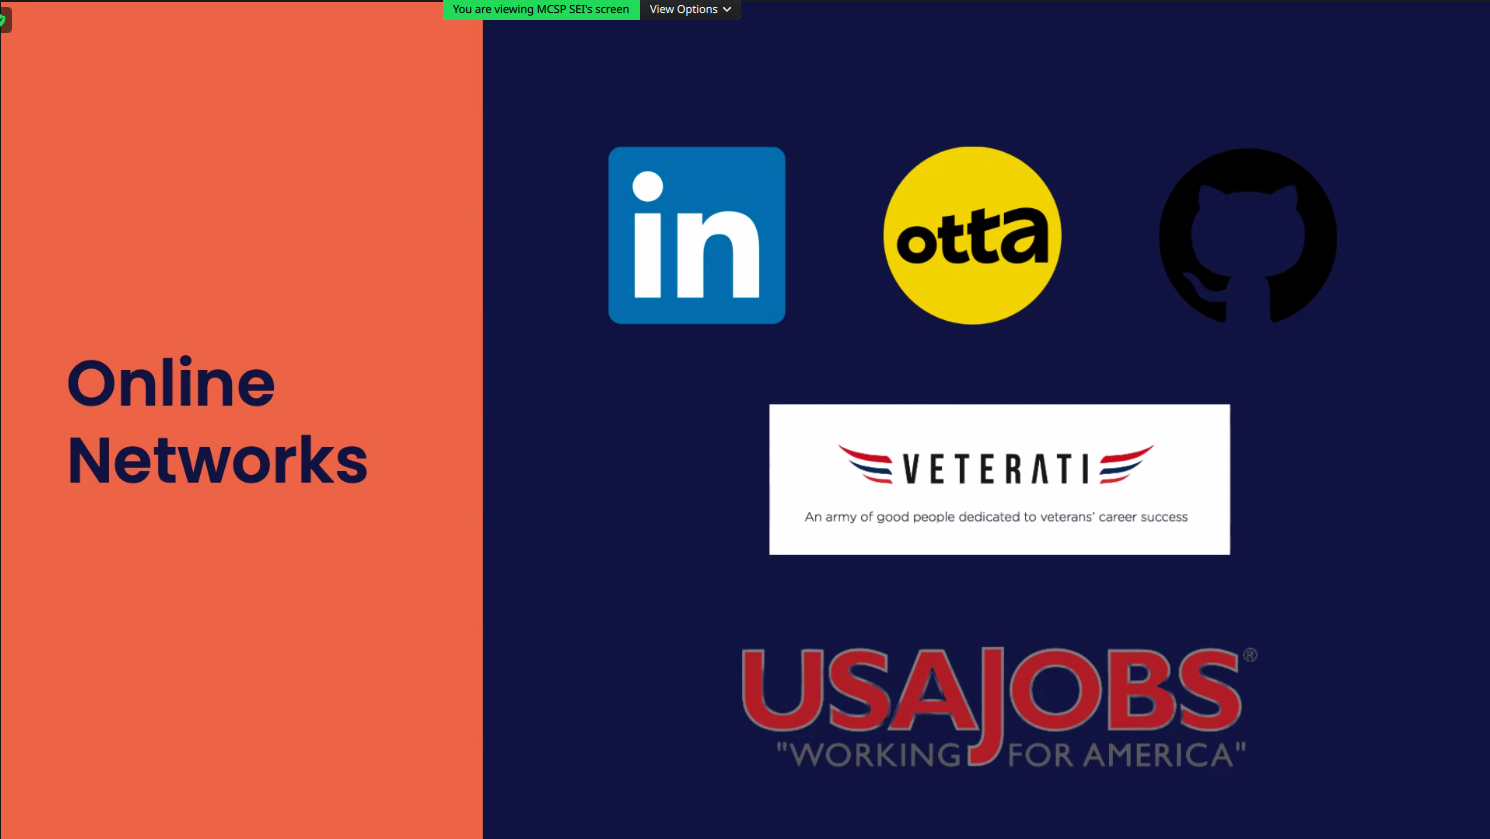 You are viewing MCSP SEI's screen
View Options
Online
Networks
in
otta
VETERATI
An army of good people dedicated to veterans' career success
USAJOBS®
"WORKING FOR AMERICA"